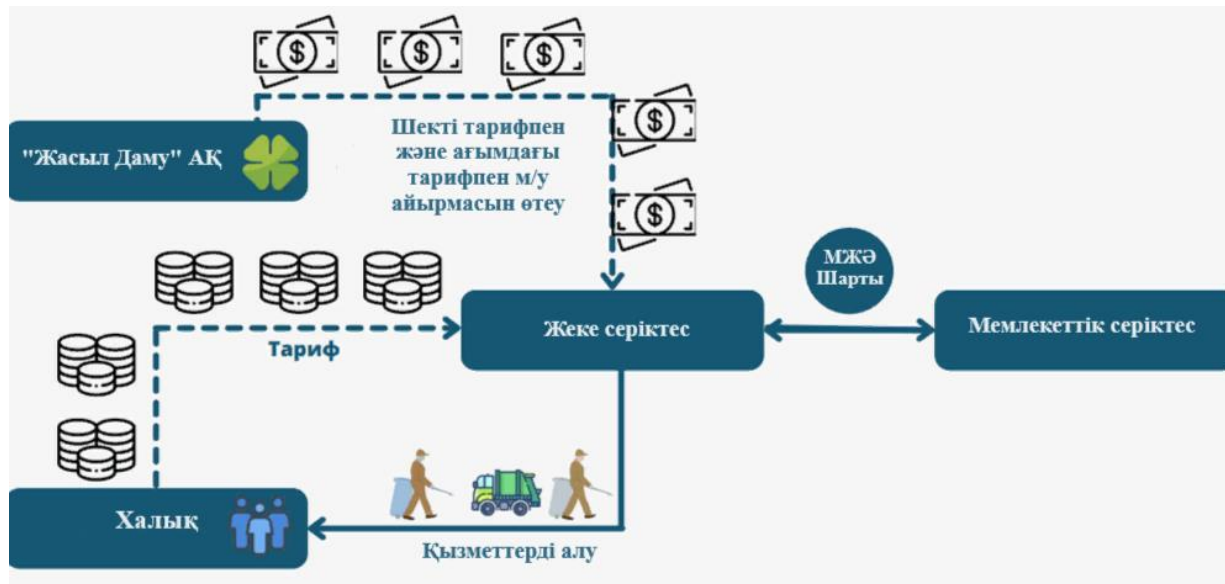 "Жасыл Даму" АҚ
Шекті тарифпен
және ағымдағы
тарифпен м/у
айырмасын өтеу
МЖӘ
Шарты
Жеке серіктес
Мемлекеттік серіктес
Тариф
Халық
Қызметтерді алу